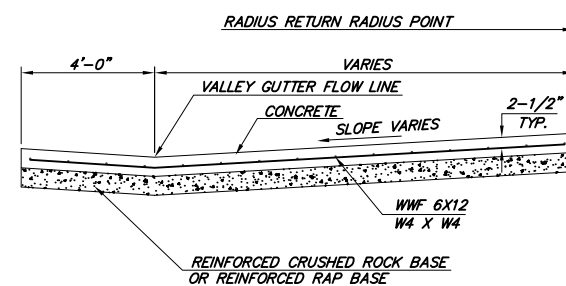 RADIUS RETURN RADIUS POINT
4'-0"
VARIES
VALLEY GUTTER FLOW LINE
CONCRETE
SLOPE VARIES
2-1/2"
TYP.
WWF 6X12
W4 X W4
REINFORCED CRUSHED ROCK BASE
OR REINFORCED RAP BASE